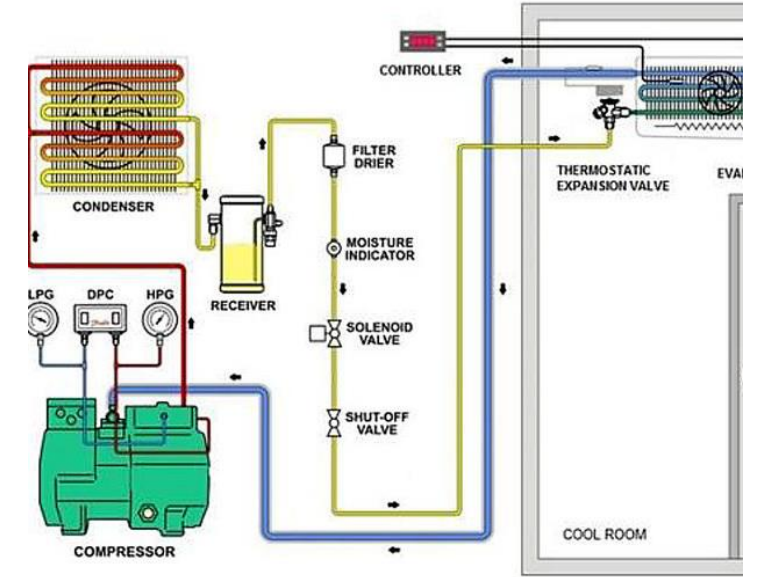 CONTROLLER
CONDENSER
FILTER
DRIER
THERMOSTATIC
EXPANSION VALVE
EVA
MOISTURE
INDICATOR
RECEIVER
LPG
DPC
HPG
SOLENOID
VALVE
SHUT-OFF
VALVE
COOL ROOM
COMPRESSOR